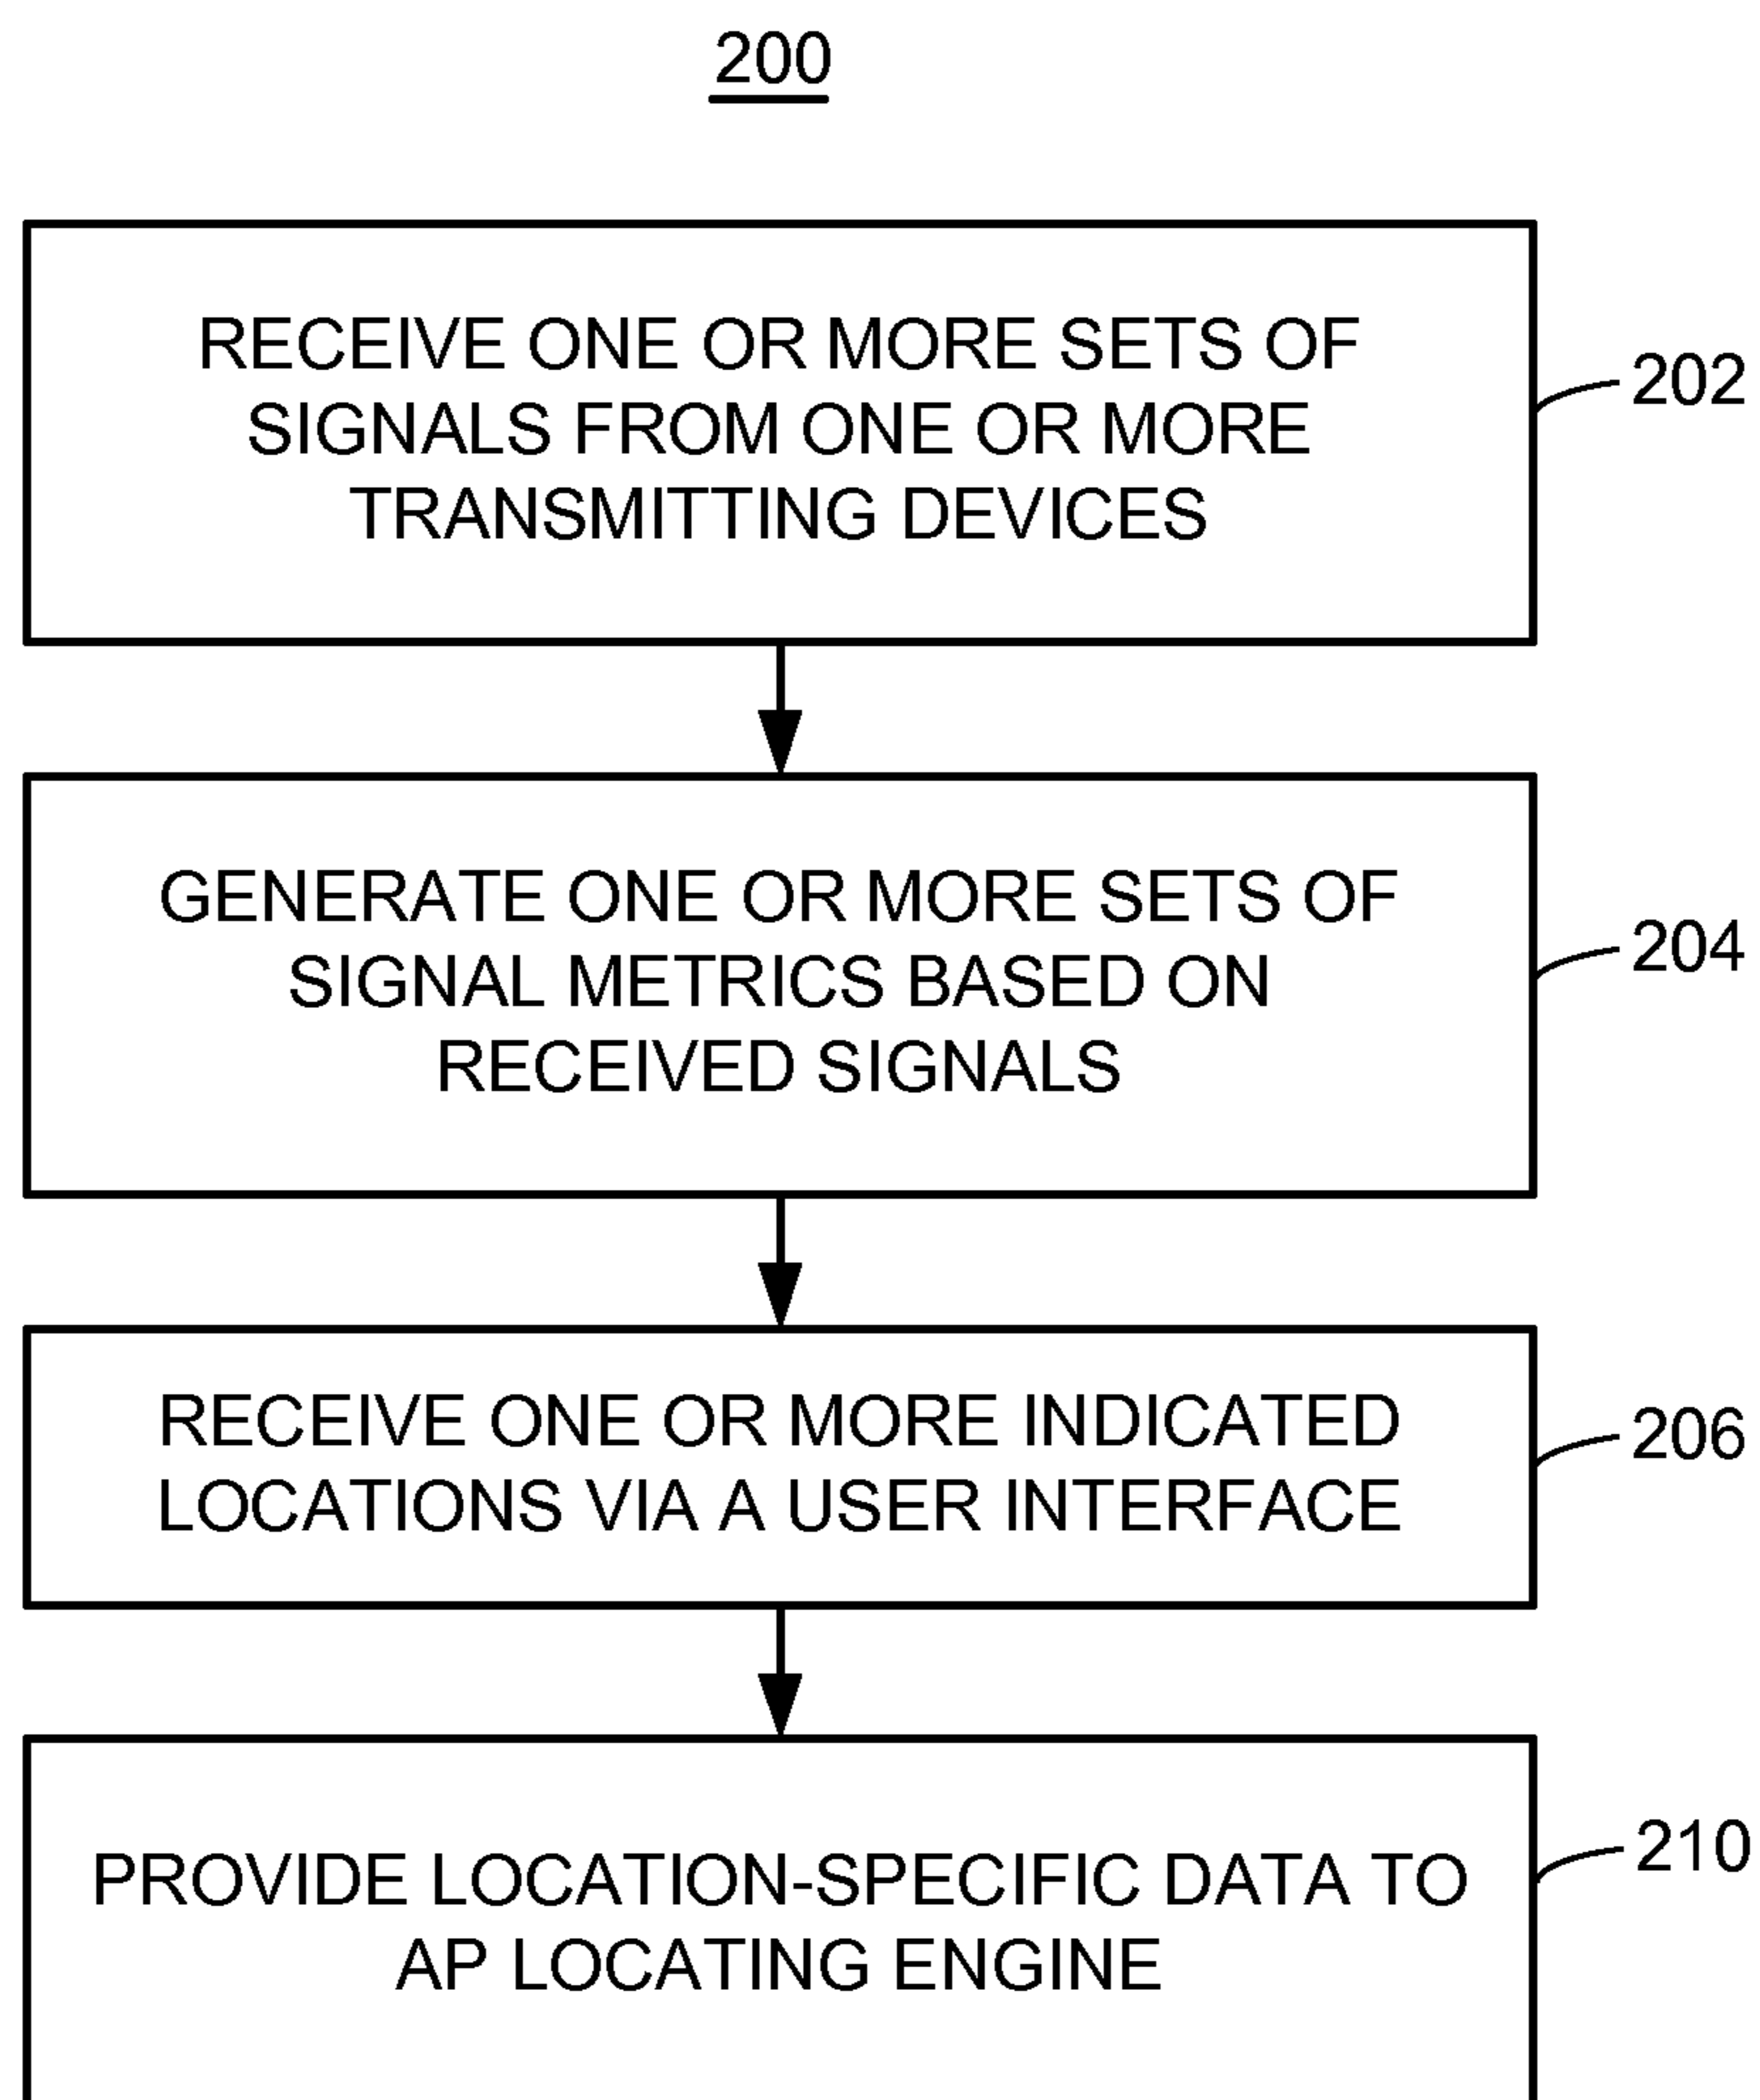 200
RECEIVE ONE OR MORE SETS OF
SIGNALS FROM ONE OR MORE
TRANSMITTING DEVICES
202
GENERATE ONE OR MORE SETS OF
SIGNAL METRICS BASED ON
RECEIVED SIGNALS
204
RECEIVE ONE OR MORE INDICATED
LOCATIONS VIA A USER INTERFACE
206
PROVIDE LOCATION-SPECIFIC DATA TO
AP LOCATING ENGINE
210